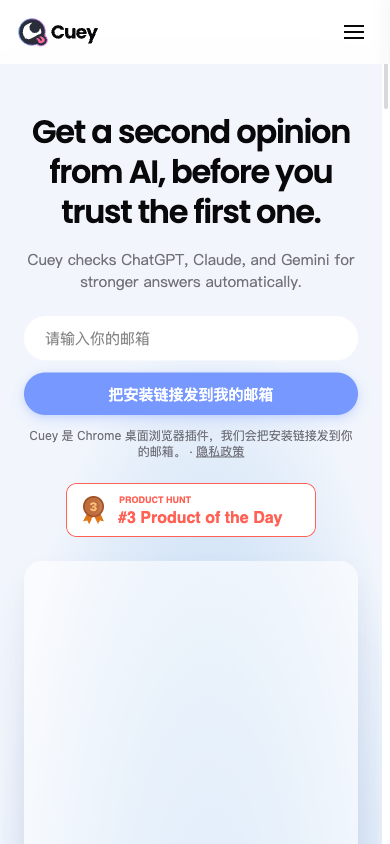 Cuey
Get a second opinion
from AI, before you
trust the first one.
Cuey checks ChatGPT, Claude, and Gemini for
stronger answers automatically.
请输入你的邮箱
把安装链接发到我的邮箱
Cuey 是 Chrome 桌面浏览器插件，我们会把安装链接发到你
的邮箱。 · 隐私政策
3
PRODUCT HUNT
#3 Product of the Day